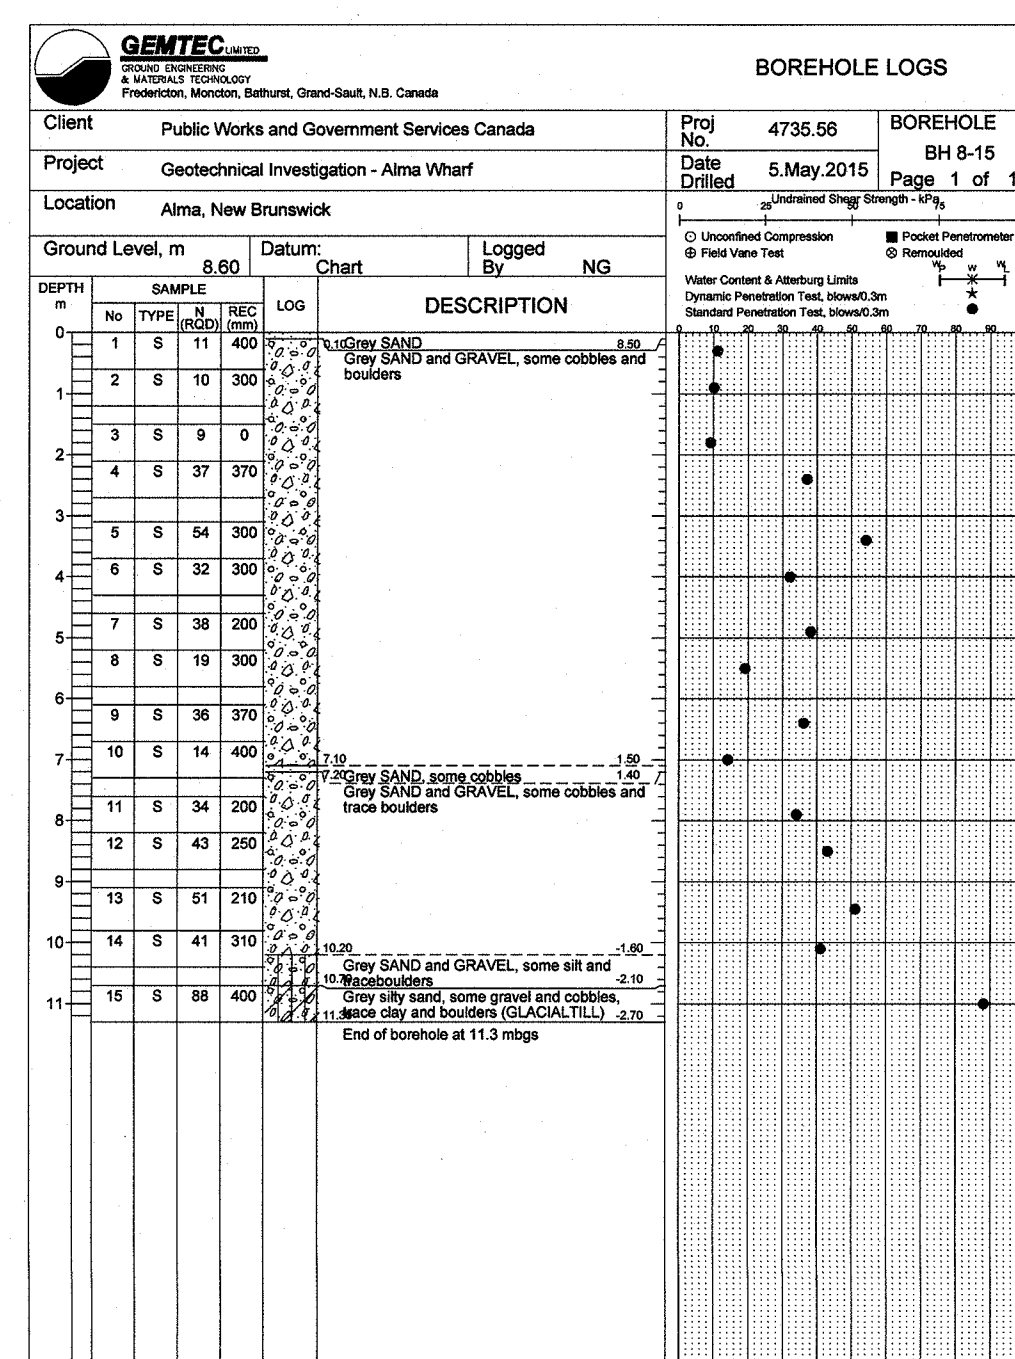 GEMTEC LIMITED
GROUND ENGINEERING
& MATERIALS TECHNOLOGY
Fredericton, Moncton, Bathurst, Grand-Sault, N.B. Canada
BOREHOLE LOGS
Client Public Works and Government Services Canada
Proj No. 4735.56
BOREHOLE
BH 8-15
Page 1 of 1
Project Geotechnical Investigation - Alma Wharf
Date Drilled 5.May.2015
Location Alma, New Brunswick
Undrained Shear Strength - kPa
0 25 50 75
Unconfined Compression Pocket Penetrometer
Field Vane Test Remoulded
Ground Level, m 8.60
Datum: Chart
Logged By NG
Wp W WL
Water Content & Atterburg Limits
Dynamic Penetration Test, blows/0.3m
Standard Penetration Test, blows/0.3m
DEPTH m
SAMPLE
No TYPE N (RQD) REC (mm)
LOG
DESCRIPTION
0 10 20 30 40 50 60 70 80 90
0
1 S 11 400
0.10 Grey SAND 8.50
Grey SAND and GRAVEL, some cobbles and
boulders
2 S 10 300
1
3 S 9 0
2
4 S 37 370
3
5 S 54 300
4
6 S 32 300
7 S 38 200
5
8 S 19 300
6
9 S 36 370
10 S 14 400
7
7.10 1.50
7.20 Grey SAND, some cobbles 1.40
Grey SAND and GRAVEL, some cobbles and
trace boulders
11 S 34 200
8
12 S 43 250
9
13 S 51 210
14 S 41 310
10
10.20 -1.60
Grey SAND and GRAVEL, some silt and
10.70 traceboulders -2.10
15 S 88 400
11
Grey silty sand, some gravel and cobbles,
11.30 trace clay and boulders (GLACIALTILL) -2.70
End of borehole at 11.3 mbgs